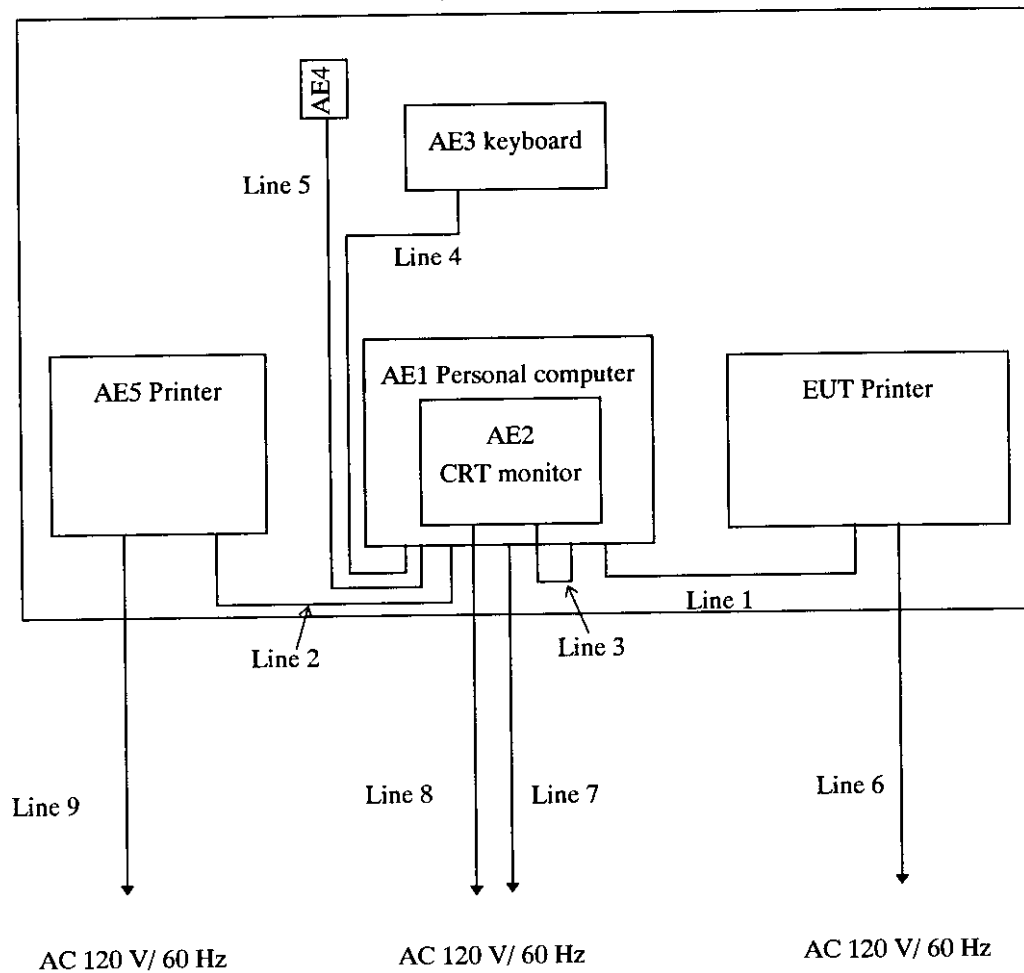 AE4
AE3 keyboard
Line 5
Line 4
AE5 Printer
AE1 Personal computer
EUT Printer
AE2
CRT monitor
Line 1
Line 2
Line 3
Line 9
Line 8
Line 7
Line 6
AC 120 V/ 60 Hz
AC 120 V/ 60 Hz
AC 120 V/ 60 Hz